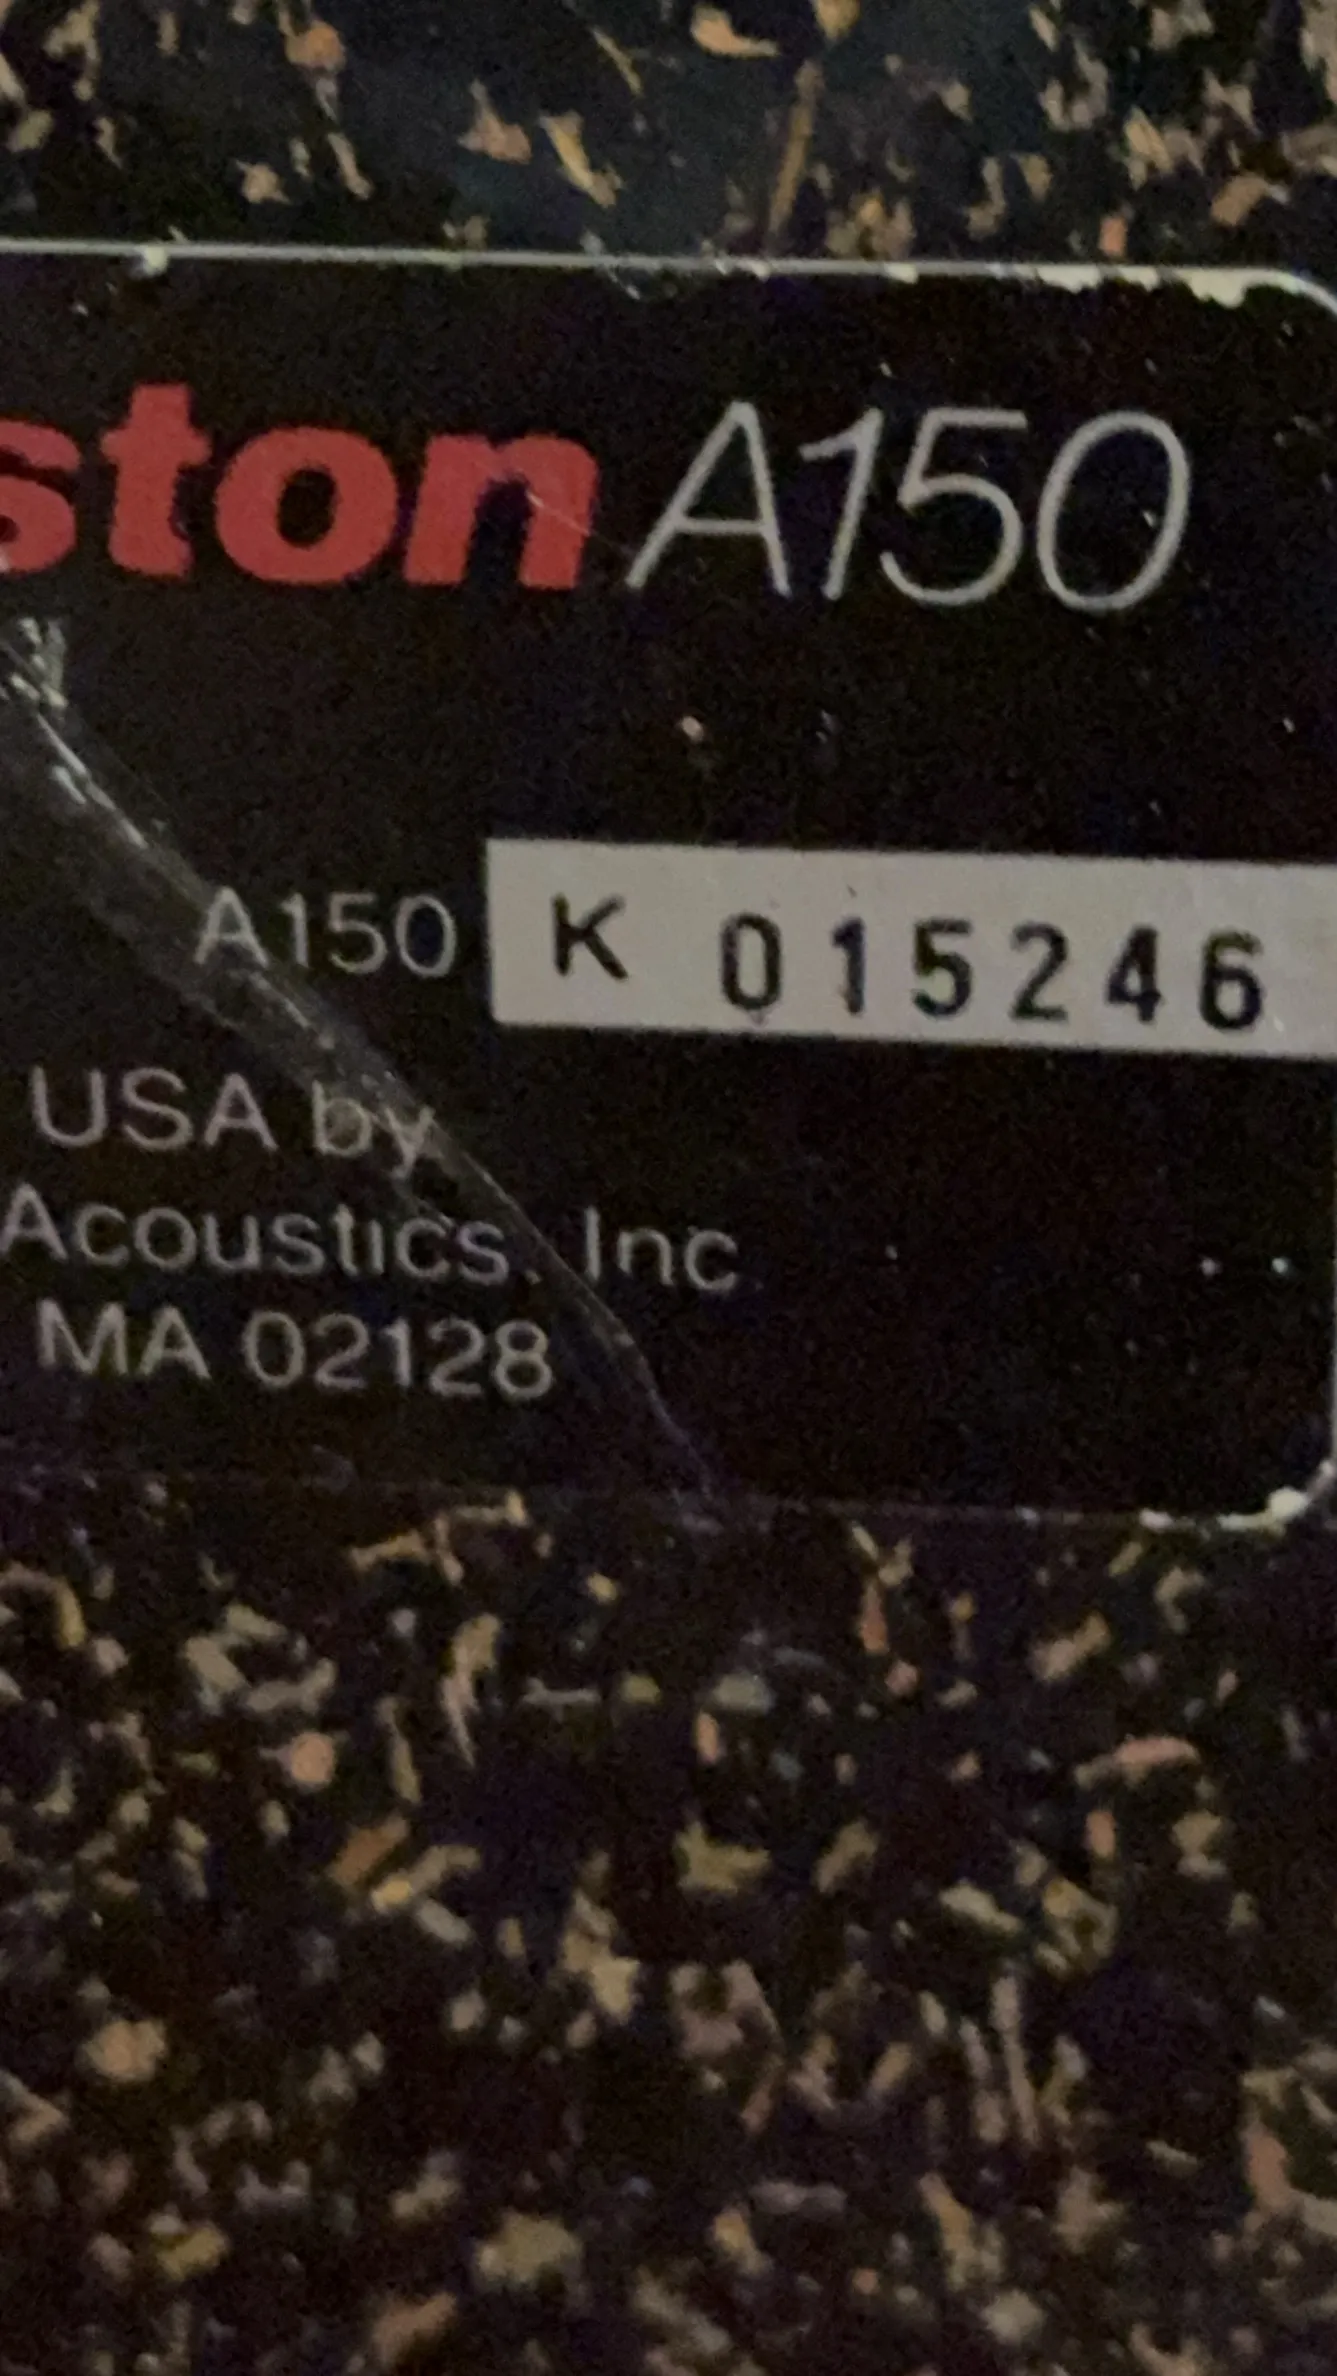 ston A150
A150 K 015246
USA by
Acoustics, Inc
MA 02128